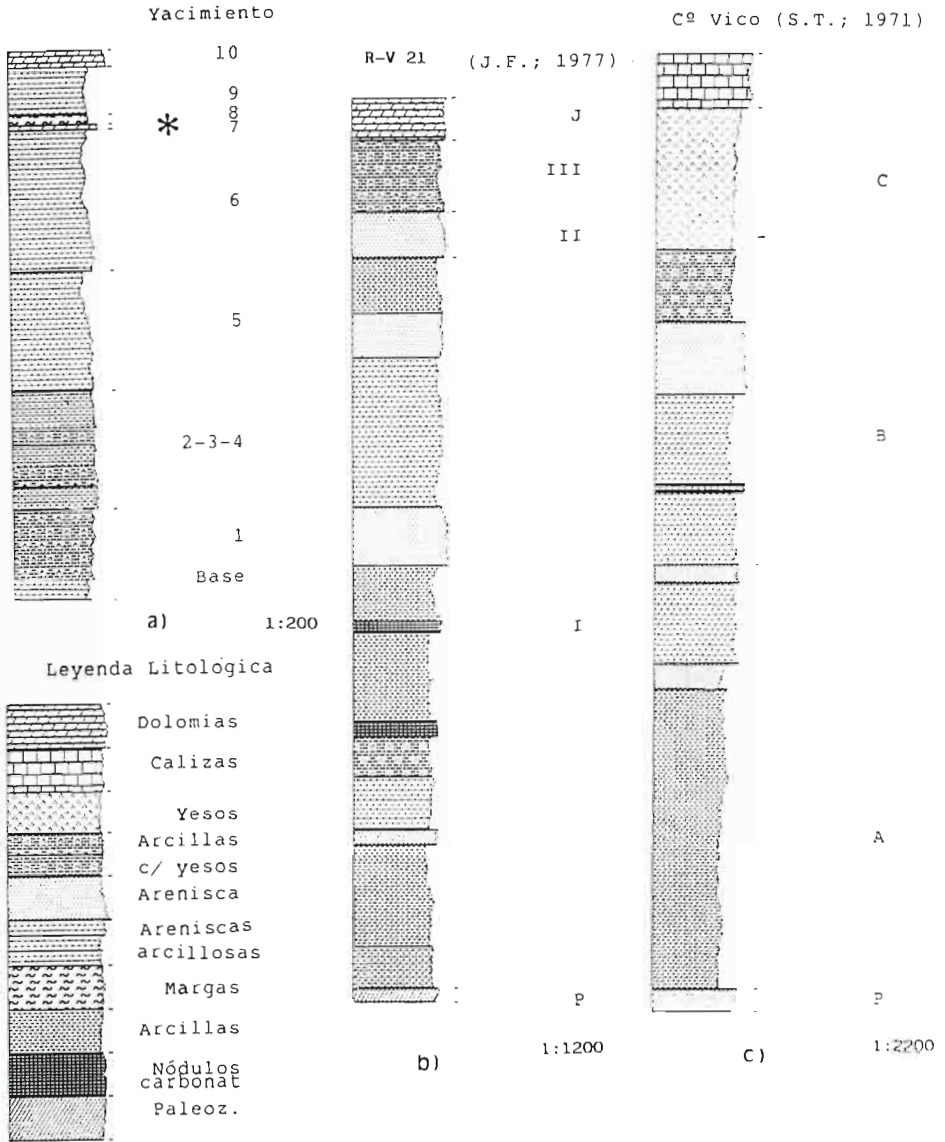 Yacimiento
10
9
8
7
*
6
5
2-3-4
1
Base
a) 1:200
Leyenda Litológica
Dolomias
Calizas
Yesos
Arcillas
c/ yesos
Arenisca
Areniscas
arcillosas
Margas
Arcillas
Nódulos
carbonat
Paleoz.
R-V 21 (J.F.; 1977)
J
III
II
I
P
b) 1:1200
Cº Vico (S.T.; 1971)
C
B
A
P
c) 1:2200